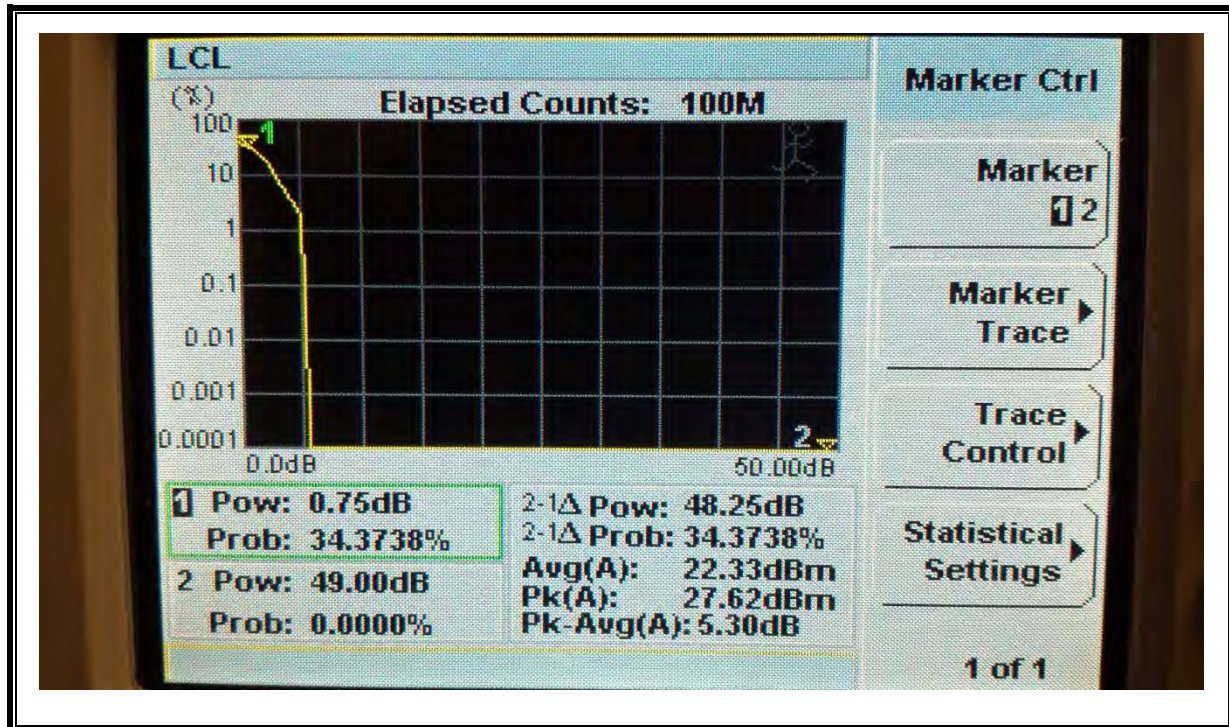 LCL
(%)
Elapsed Counts: 100M
100
1
10
1
0.1
0.01
0.001
0.0001
2
0.0dB
50.00dB
1 Pow: 0.75dB
Prob: 34.3738%
2 Pow: 49.00dB
Prob: 0.0000%
2-1Δ Pow: 48.25dB
2-1Δ Prob: 34.3738%
Avg(A): 22.33dBm
Pk(A): 27.62dBm
Pk-Avg(A): 5.30dB
Marker Ctrl
Marker
1 2
Marker
Trace
Trace
Control
Statistical
Settings
1 of 1